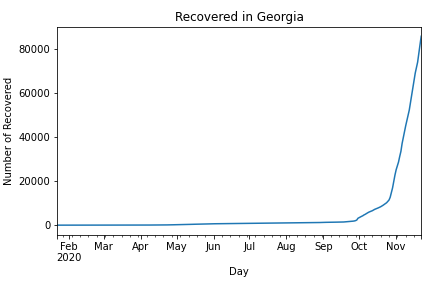 Recovered in Georgia
Number of Recovered
80000
60000
40000
20000
0
Feb Mar Apr May Jun Jul Aug Sep Oct Nov
2020
Day